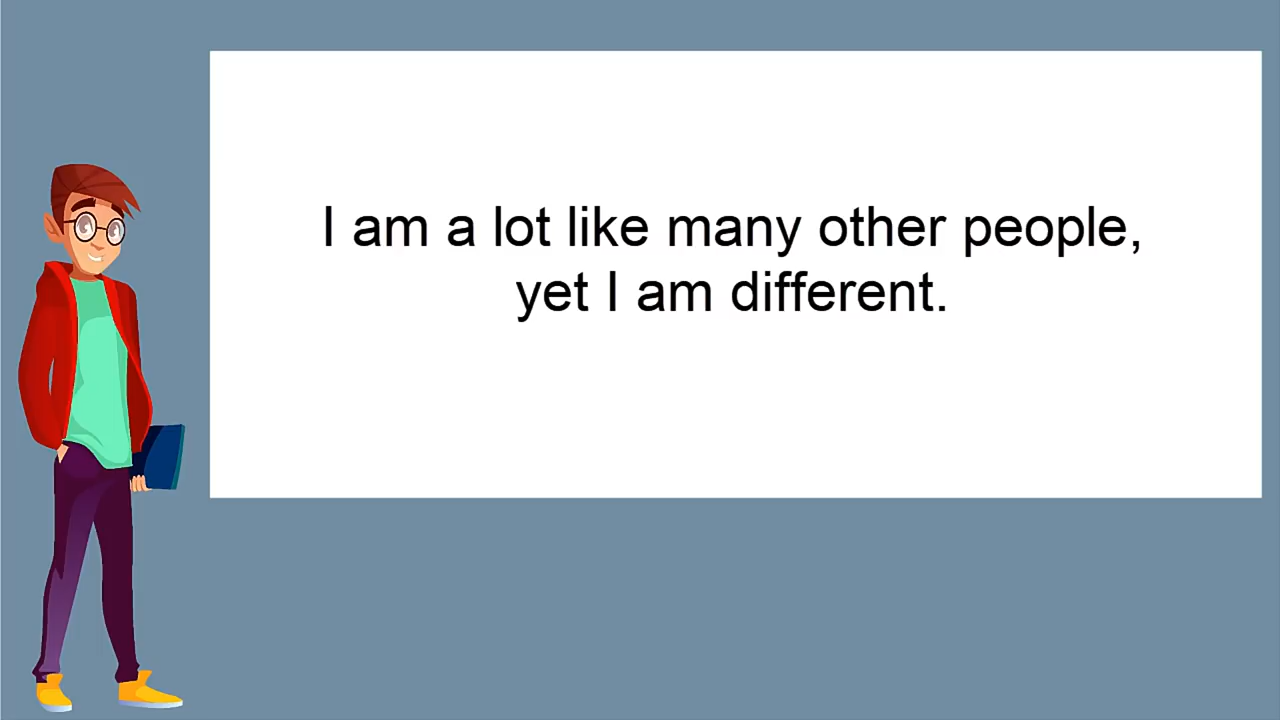 I am a lot like many other people,
yet I am different.